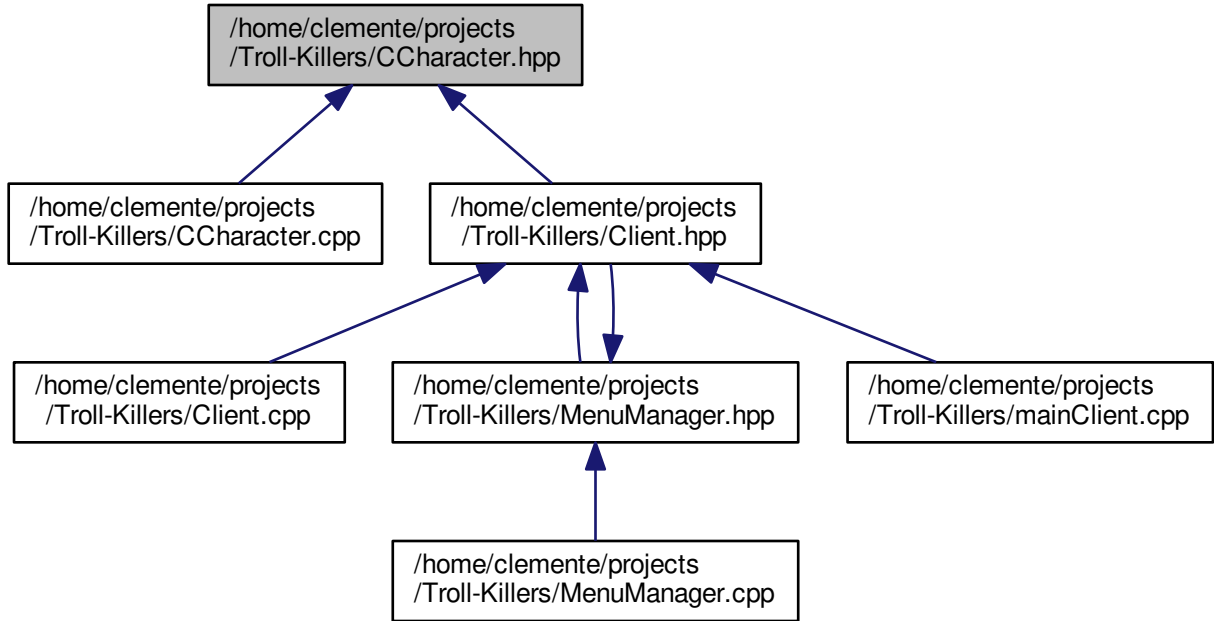 /home/clemente/projects
/Troll-Killers/CCharacter.hpp
/home/clemente/projects
/Troll-Killers/CCharacter.cpp
/home/clemente/projects
/Troll-Killers/Client.hpp
/home/clemente/projects
/Troll-Killers/Client.cpp
/home/clemente/projects
/Troll-Killers/MenuManager.hpp
/home/clemente/projects
/Troll-Killers/mainClient.cpp
/home/clemente/projects
/Troll-Killers/MenuManager.cpp